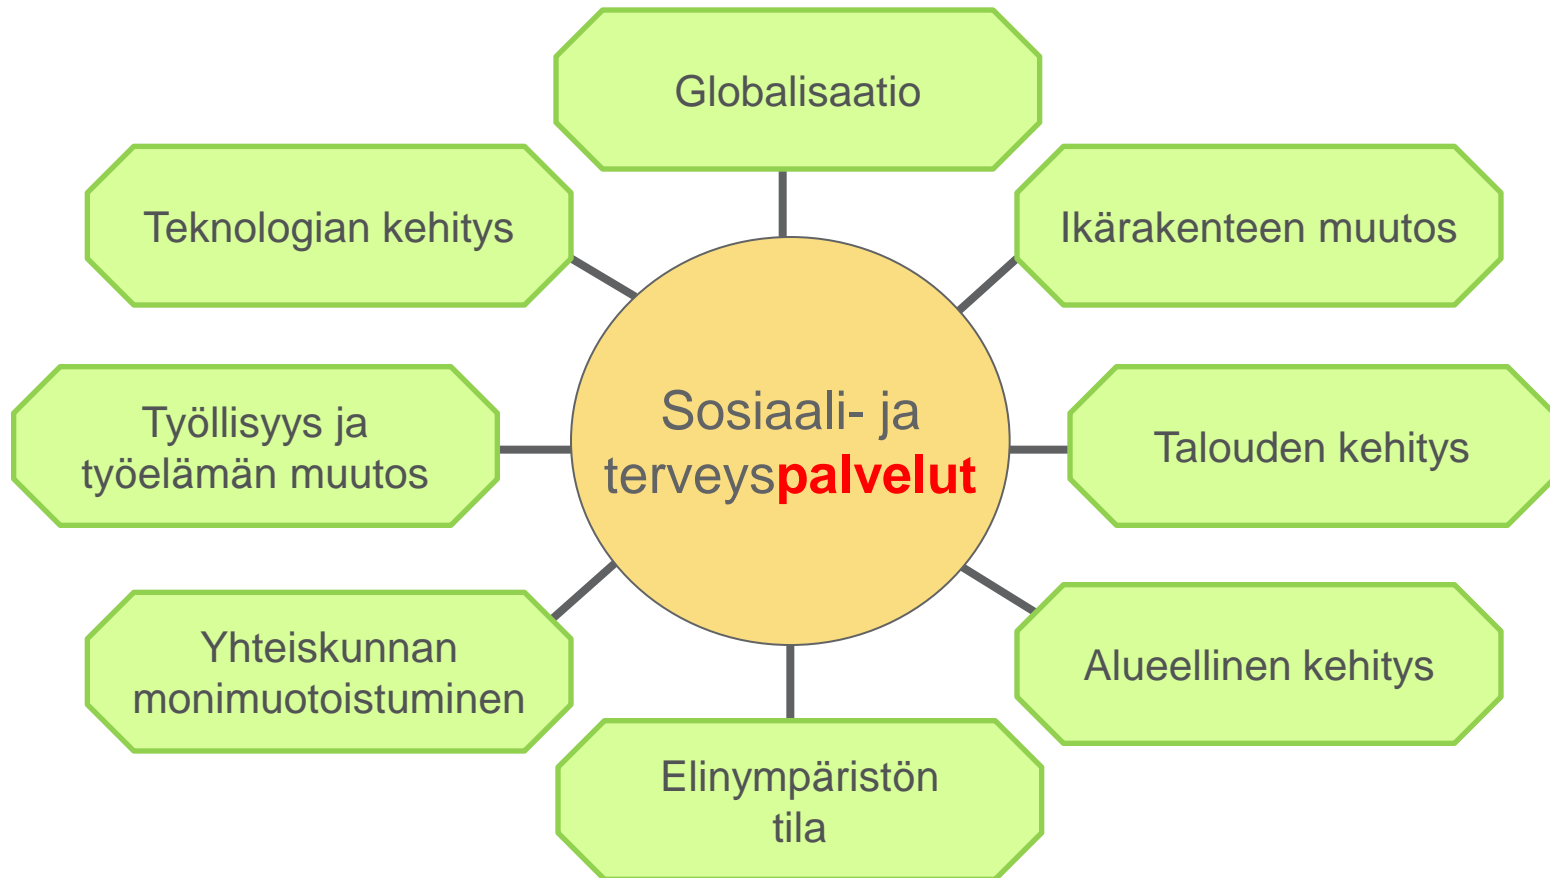 Globalisaatio
Teknologian kehitys
Ikärakenteen muutos
Sosiaali- ja
terveyspalvelut
Työllisyys ja
työelämän muutos
Talouden kehitys
Yhteiskunnan
monimuotoistuminen
Alueellinen kehitys
Elinympäristön
tila